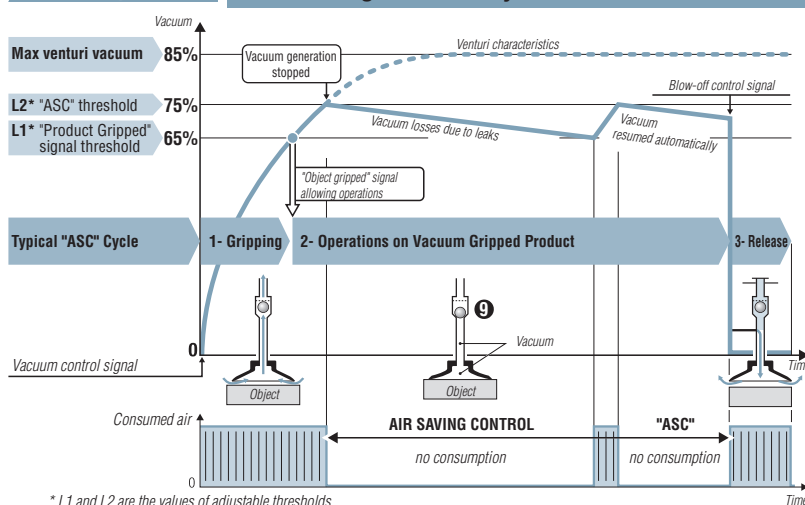 Vacuum
Max venturi vacuum
85%
Vacuum generation
stopped
Venturi characteristics
L2* "ASC" threshold
75%
Blow-off control signal
L1* "Product Gripped"
signal threshold
65%
Vacuum losses due to leaks
Vacuum
resumed automatically
"Object gripped" signal
allowing operations
Typical "ASC" Cycle
1- Gripping
2- Operations on Vacuum Gripped Product
3- Release
9
Vacuum
0
Vacuum control signal
Object
Object
Consumed air
AIR SAVING CONTROL
"ASC"
no consumption
no consumption
0
Time
* L1 and L2 are the values of adjustable thresholds